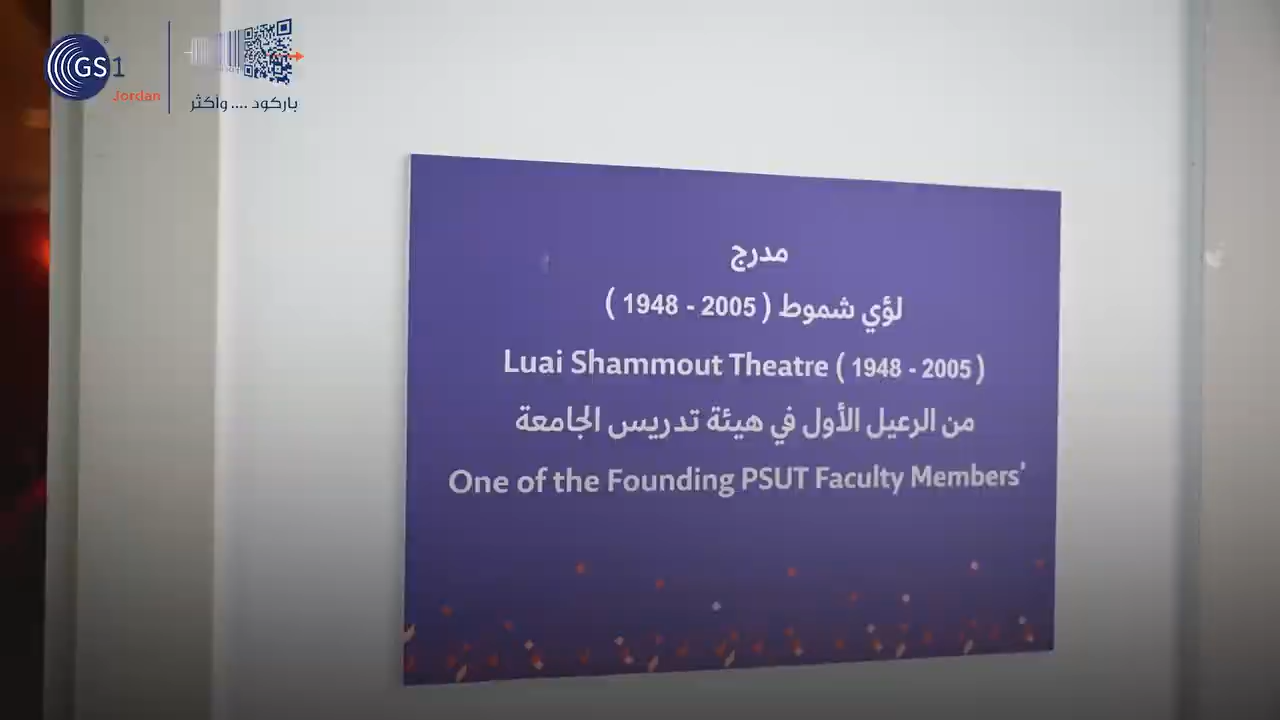 GS1
Jordan
باركود .... وأكثر
مدرج
لؤي شموط ( 2005 - 1948 )
Luai Shammout Theatre ( 1948 - 2005 )
من الرعيل الأول في هيئة تدريس الجامعة
One of the Founding PSUT Faculty Members'